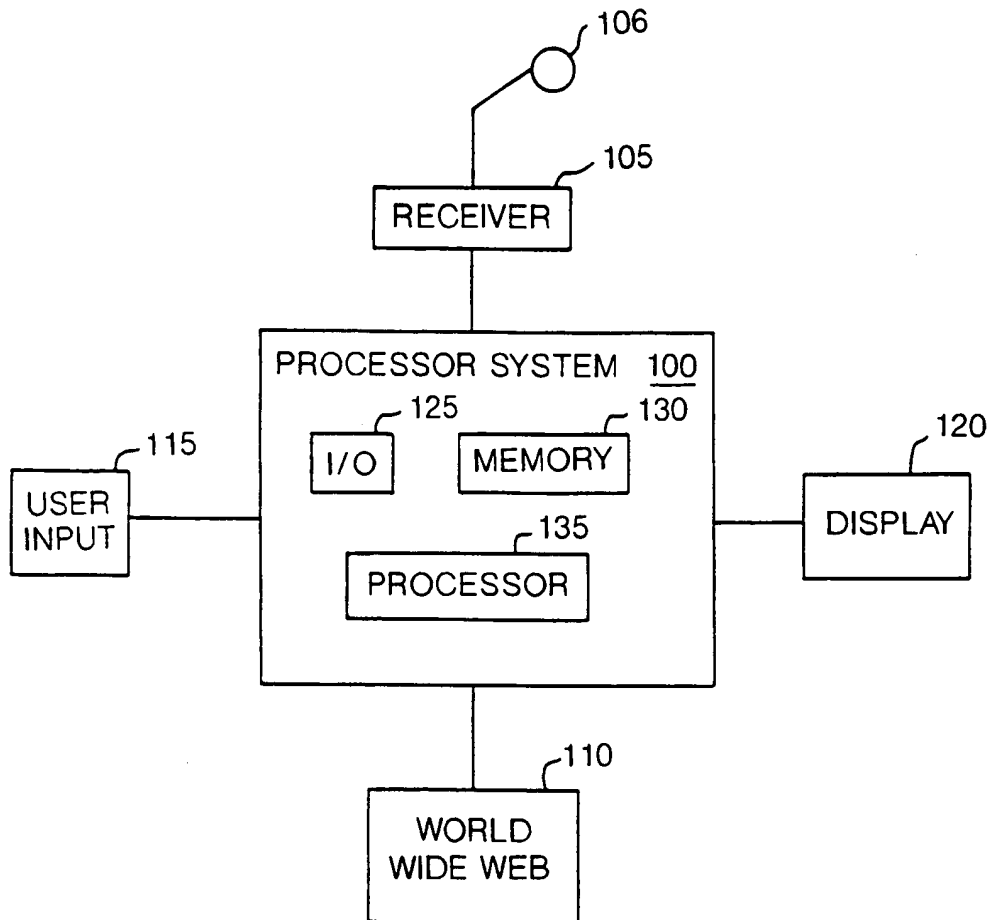 106
105
RECEIVER
PROCESSOR SYSTEM 100
125
130
I/O
MEMORY
115
120
USER
INPUT
DISPLAY
135
PROCESSOR
110
WORLD
WIDE WEB